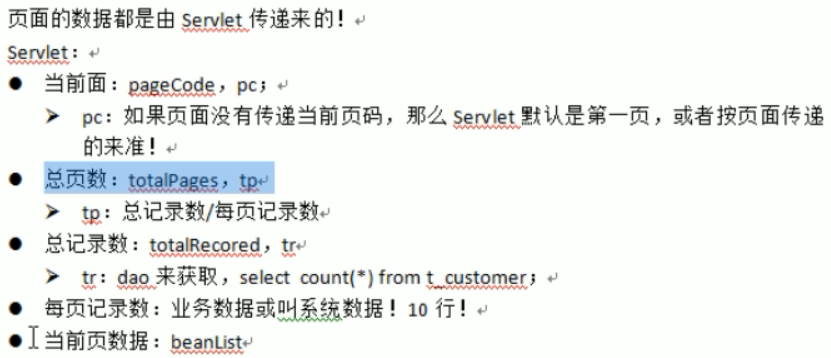 页面的数据都是由 Servlet 传递来的!
Servlet:
● 当前面:pageCode,pc;
➢ pc:如果页面没有传递当前页码,那么 Servlet 默认是第一页,或者按页面传递
的来准!
● 总页数:totalPages,tp
➢ tp:总记录数/每页记录数
● 总记录数:totalRecored,tr
➢ tr:dao 来获取,select count(*) from t_customer;
● 每页记录数:业务数据或叫系统数据!10 行!
● 当前页数据:beanList